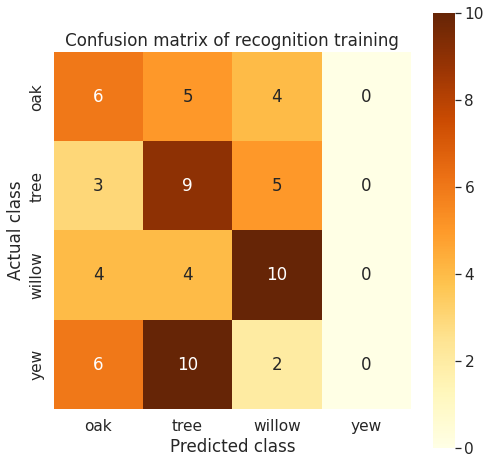 Confusion matrix of recognition training
Actual class
oak 6 5 4 0
tree 3 9 5 0
willow 4 4 10 0
yew 6 10 2 0
oak tree willow yew
Predicted class
10
8
6
4
2
0